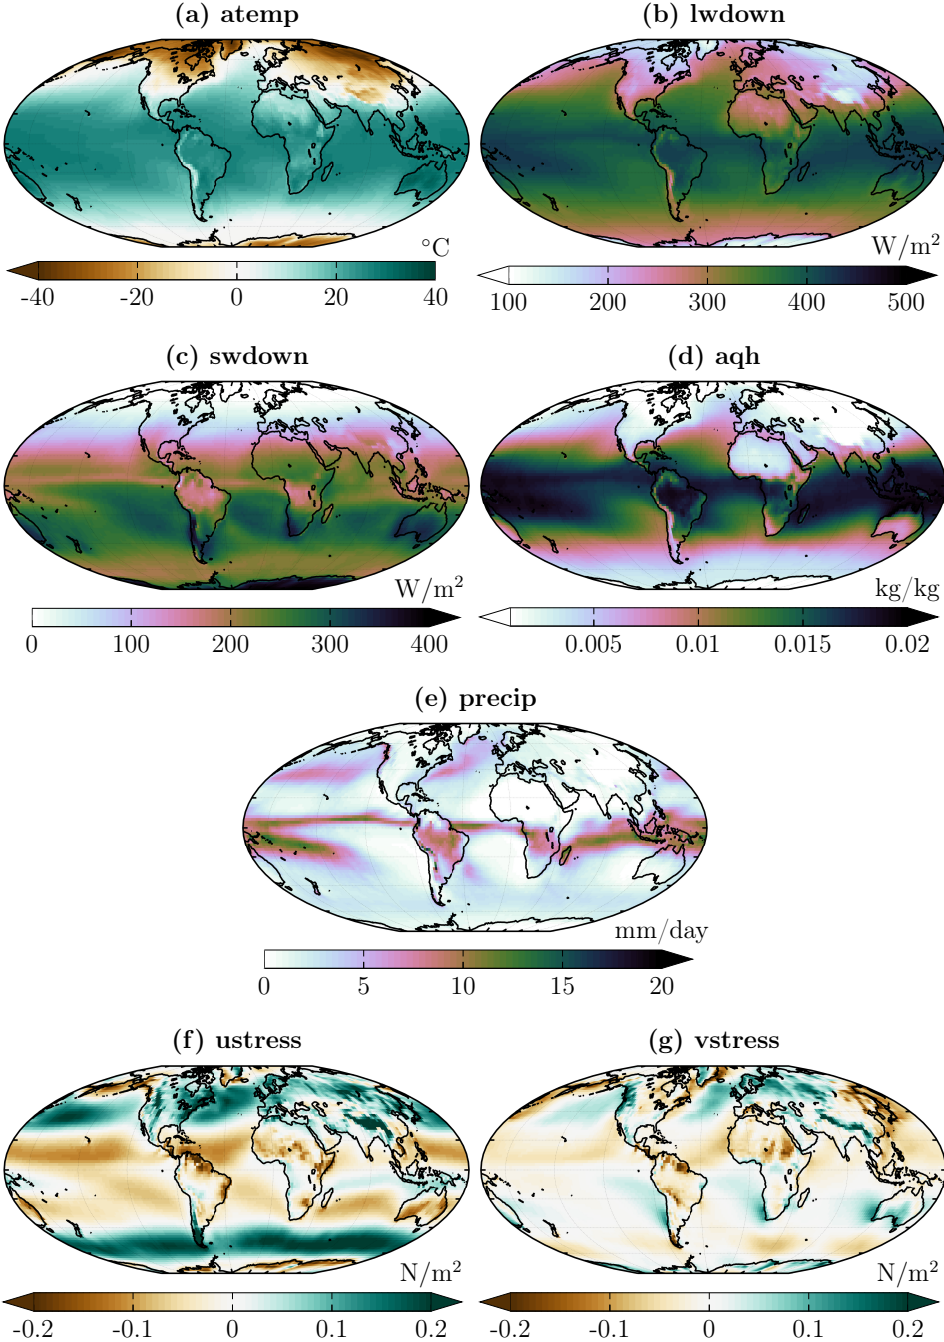 (a) atemp
(b) lwdown
°C
-40 -20 0 20 40
W/m²
100 200 300 400 500
(c) swdown
(d) aqh
W/m²
0 100 200 300 400
kg/kg
0.005 0.01 0.015 0.02
(e) precip
mm/day
0 5 10 15 20
(f) ustress
(g) vstress
N/m²
-0.2 -0.1 0 0.1 0.2
N/m²
-0.2 -0.1 0 0.1 0.2